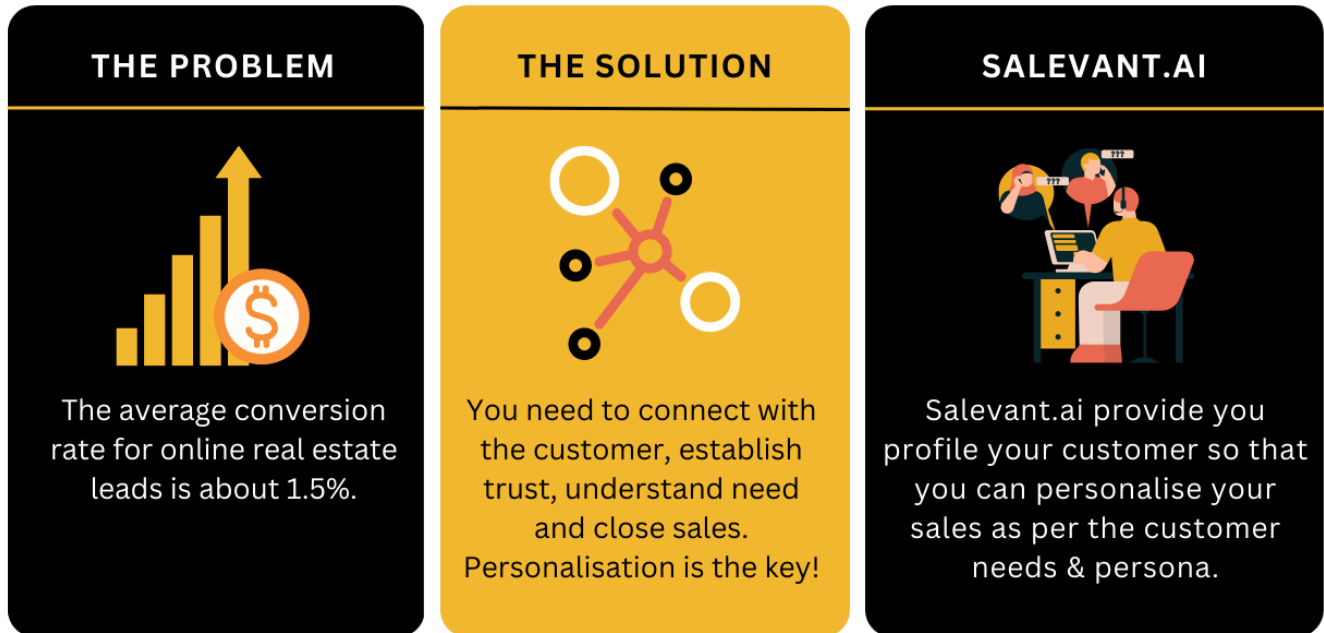 THE PROBLEM
The average conversion
rate for online real estate
leads is about 1.5%.
THE SOLUTION
You need to connect with
the customer, establish
trust, understand need
and close sales.
Personalisation is the key!
SALEVANT.AI
???
???
Salevant.ai provide you
profile your customer so that
you can personalise your
sales as per the customer
needs & persona.